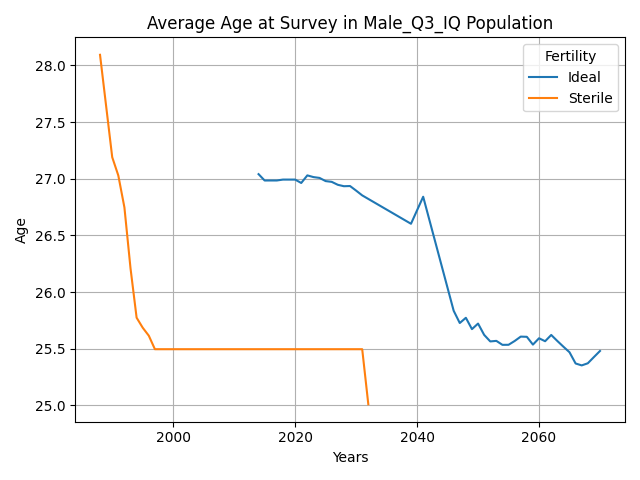 Average Age at Survey in Male_Q3_IQ Population
Fertility
Ideal
Sterile
28.0
27.5
27.0
26.5
26.0
25.5
25.0
Age
2000
2020
2040
2060
Years